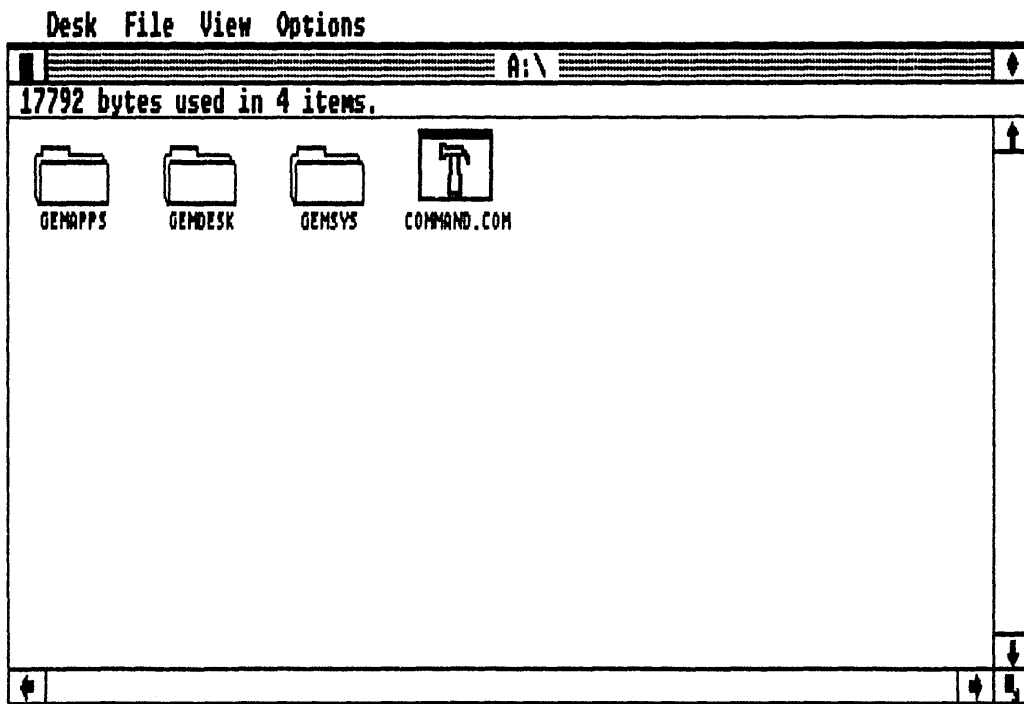 Desk File View Options
A:\
17792 bytes used in 4 items.
GEMAPPS GEMDESK GEMSYS COMMAND.COM